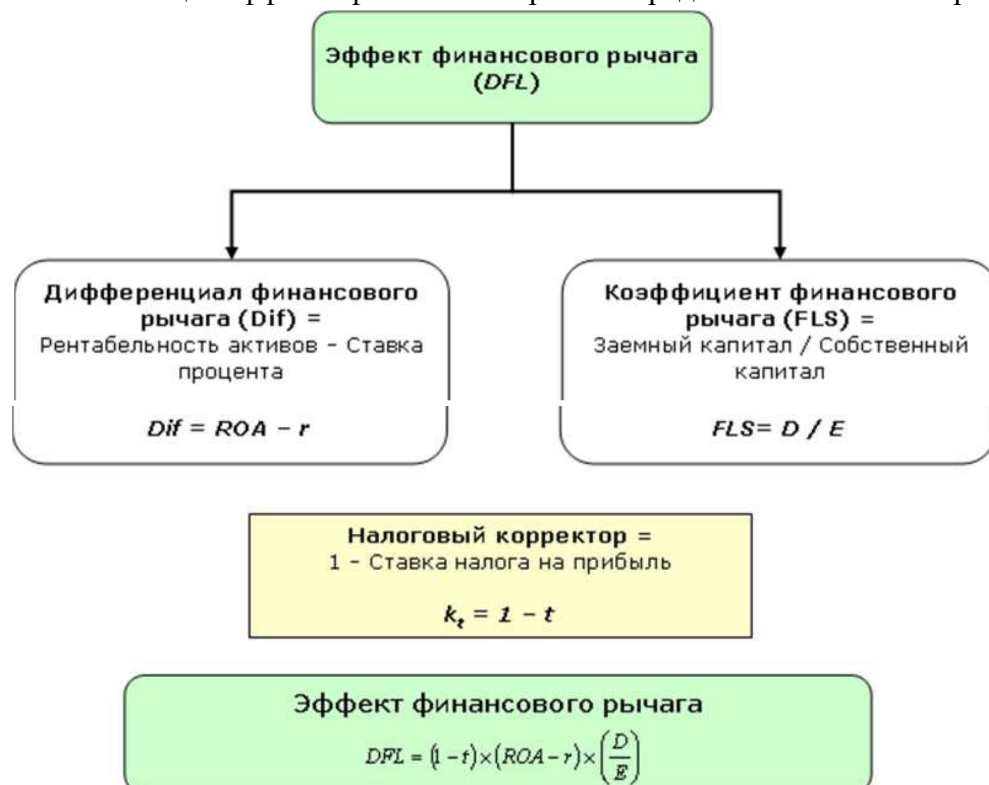 Эффект финансового рычага
(DFL)
Дифференциал финансового
рычага (Dif) =
Рентабельность активов – Ставка
процента
Dif = ROA – r
Коэффициент финансового
рычага (FLS) =
Заемный капитал / Собственный
капитал
FLS= D / E
Налоговый корректор =
1 – Ставка налога на прибыль
kₜ = 1 – t
Эффект финансового рычага
DFL = (1−t)×(ROA−r)×(D/E)